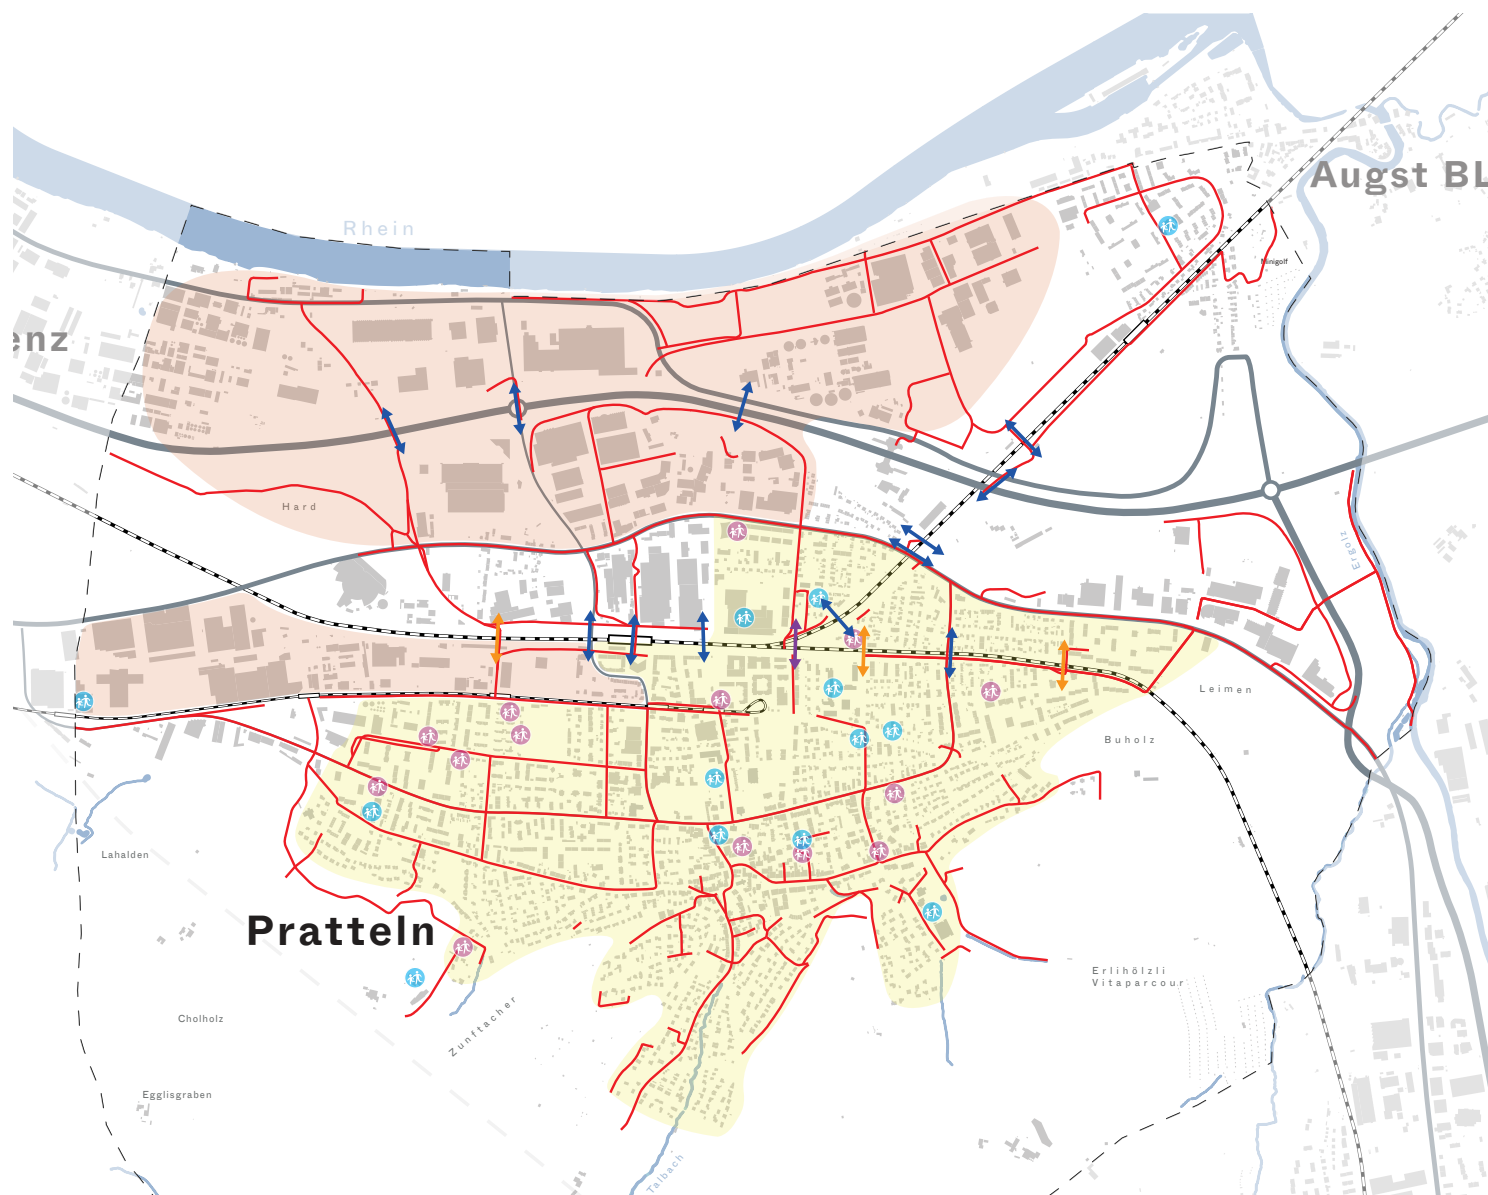 Augst BL
Rhein
Minigolf
enz
Hard
Ergolz
Leimen
Buholz
Lahalden
Pratteln
Erlihölzli
Vitaparcour
Zunftacher
Cholholz
Egglisgraben
Talbach